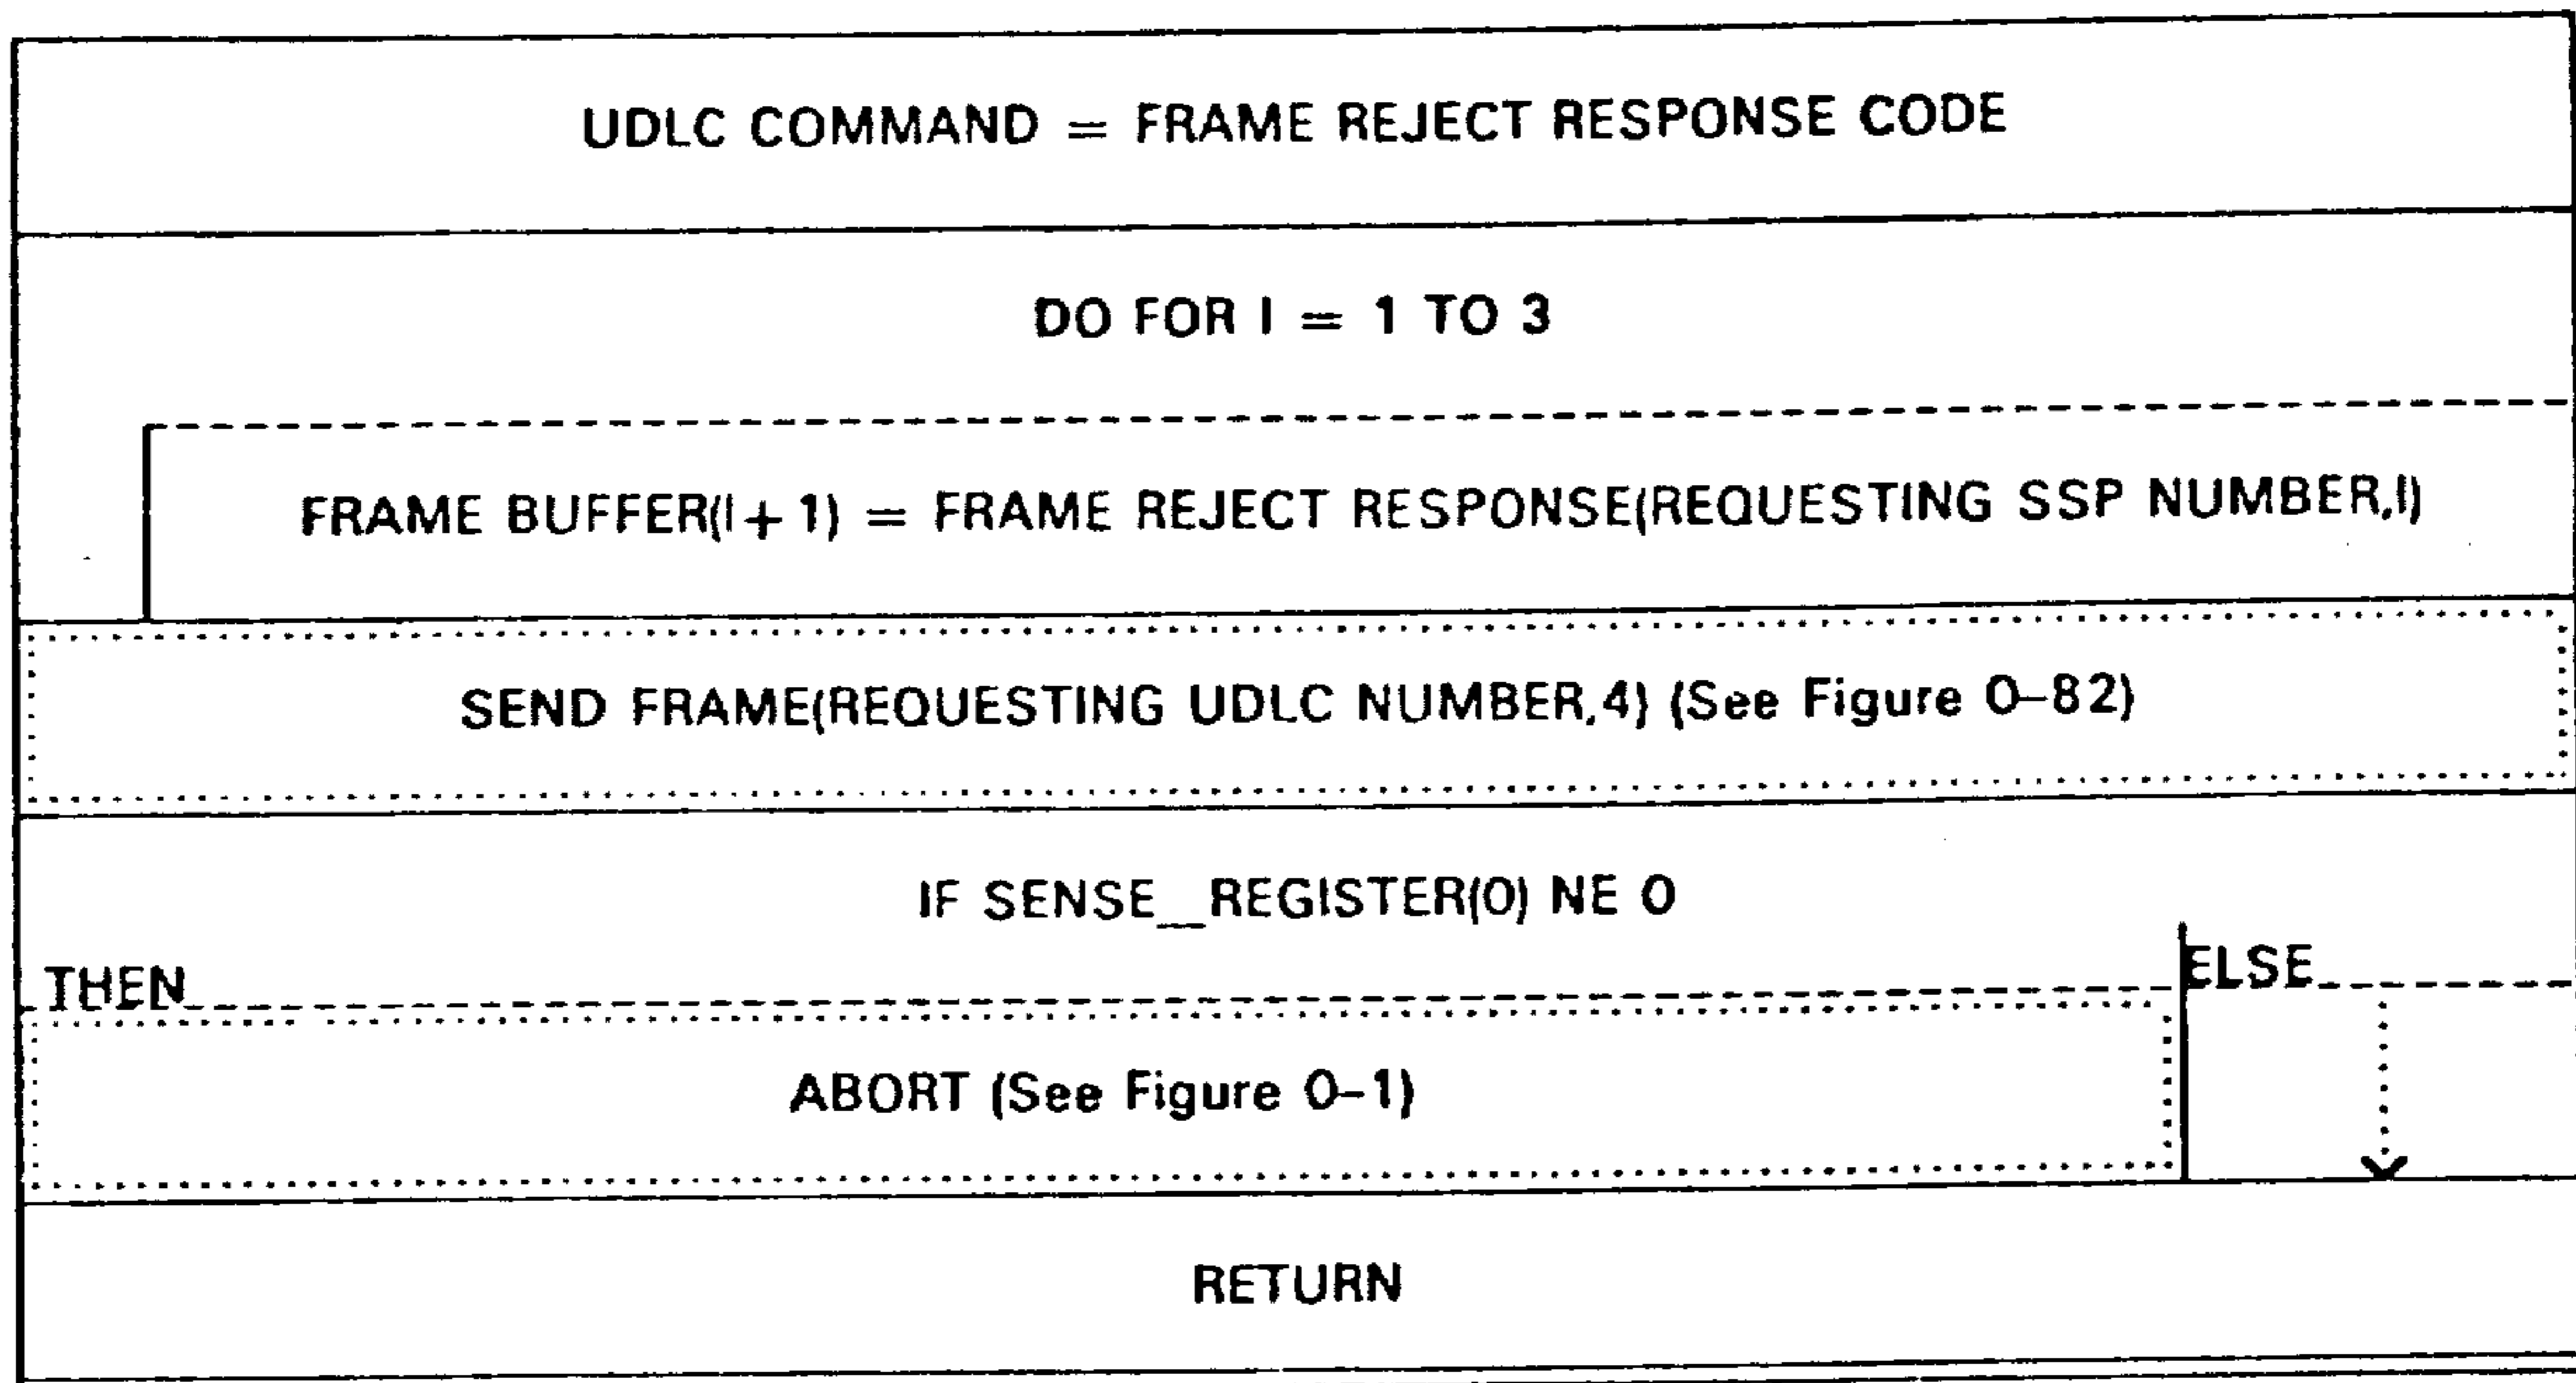 UDLC COMMAND = FRAME REJECT RESPONSE CODE
DO FOR I = 1 TO 3
FRAME BUFFER(I+1) = FRAME REJECT RESPONSE(REQUESTING SSP NUMBER,I)
SEND FRAME(REQUESTING UDLC NUMBER,4) (See Figure O–82)
IF SENSE__REGISTER(0) NE 0
THEN ELSE
ABORT (See Figure O–1)
RETURN